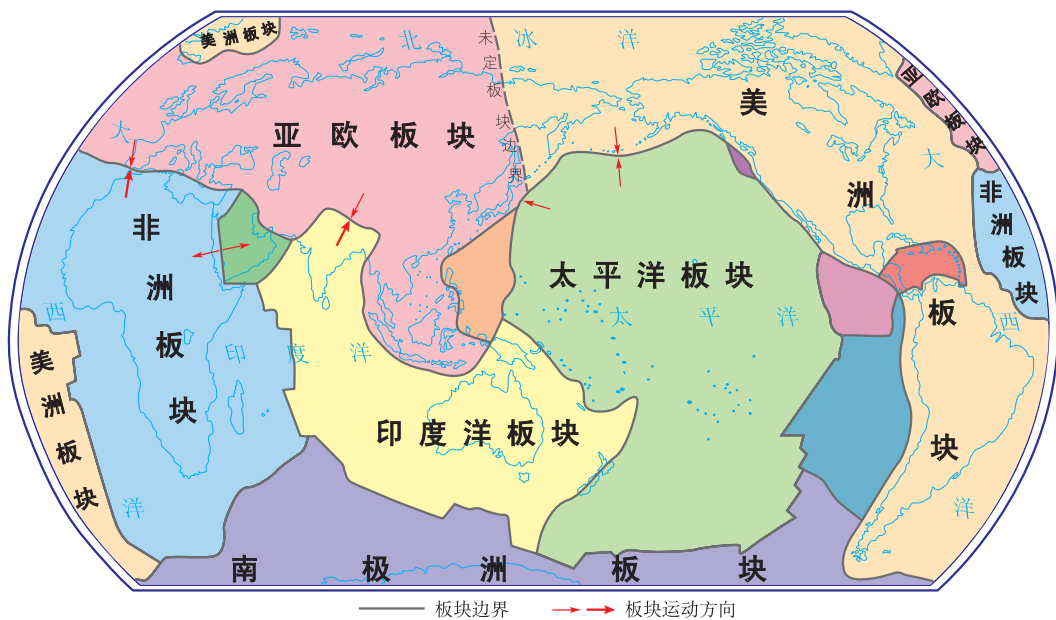 美洲板块
北冰洋
未定板块边界
亚欧板块
大西洋
非洲板块
印度洋
美洲板块
印度洋板块
太平洋板块
太平洋
美洲板块
亚欧板块
大西洋
非洲板块
南极洲板块
板块边界
板块运动方向